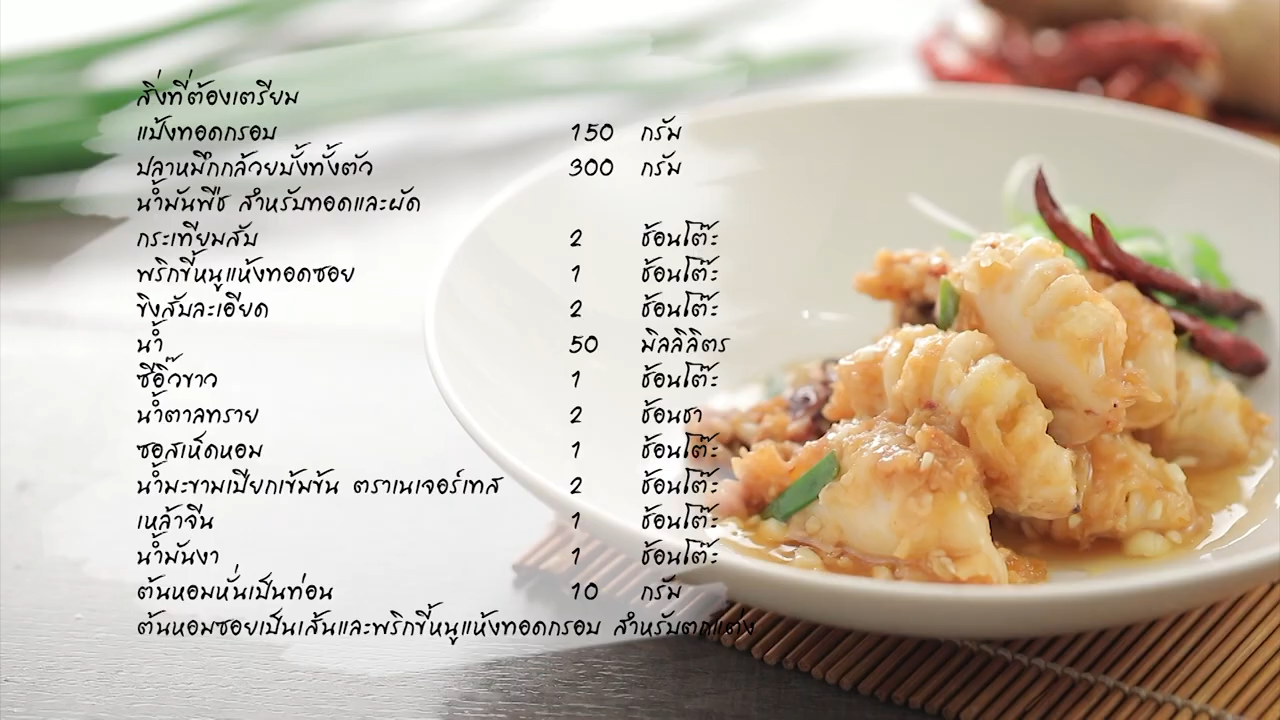 สิ่งที่ต้องเตรียม
แป้งทอดกรอบ 150 กรัม
ปลาหมึกกล้วยบั้งทั้งตัว 300 กรัม
น้ำมันพืช สำหรับทอดและผัด
กระเทียมสับ 2 ช้อนโต๊ะ
พริกขี้หนูแห้งทอดซอย 1 ช้อนโต๊ะ
ขิงสับละเอียด 2 ช้อนโต๊ะ
น้ำ 50 มิลลิลิตร
ซีอิ๊วขาว 1 ช้อนโต๊ะ
น้ำตาลทราย 2 ช้อนชา
ซอสเห็ดหอม 1 ช้อนโต๊ะ
น้ำมะขามเปียกเข้มข้น ตราเนเจอร์เทส 2 ช้อนโต๊ะ
เหล้าจีน 1 ช้อนโต๊ะ
น้ำมันงา 1 ช้อนโต๊ะ
ต้นหอมหั่นเป็นท่อน 10 กรัม
ต้นหอมซอยเป็นเส้นและพริกขี้หนูแห้งทอดกรอบ สำหรับตกแต่ง